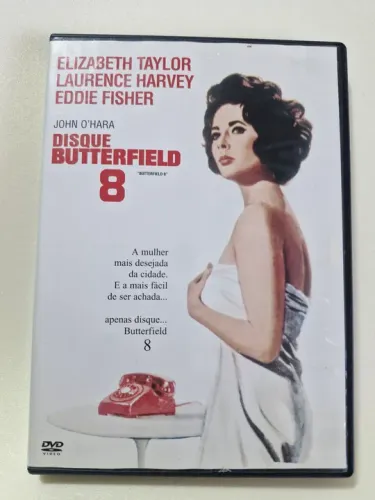 ELIZABETH TAYLOR
LAURENCE HARVEY
EDDIE FISHER
JOHN O'HARA
DISQUE
BUTTERFIELD
8
"BUTTERFIELD 8"
A mulher
mais desejada
da cidade.
E a mais fácil
de ser achada...
apenas disque...
Butterfield
8
DVD
VIDEO